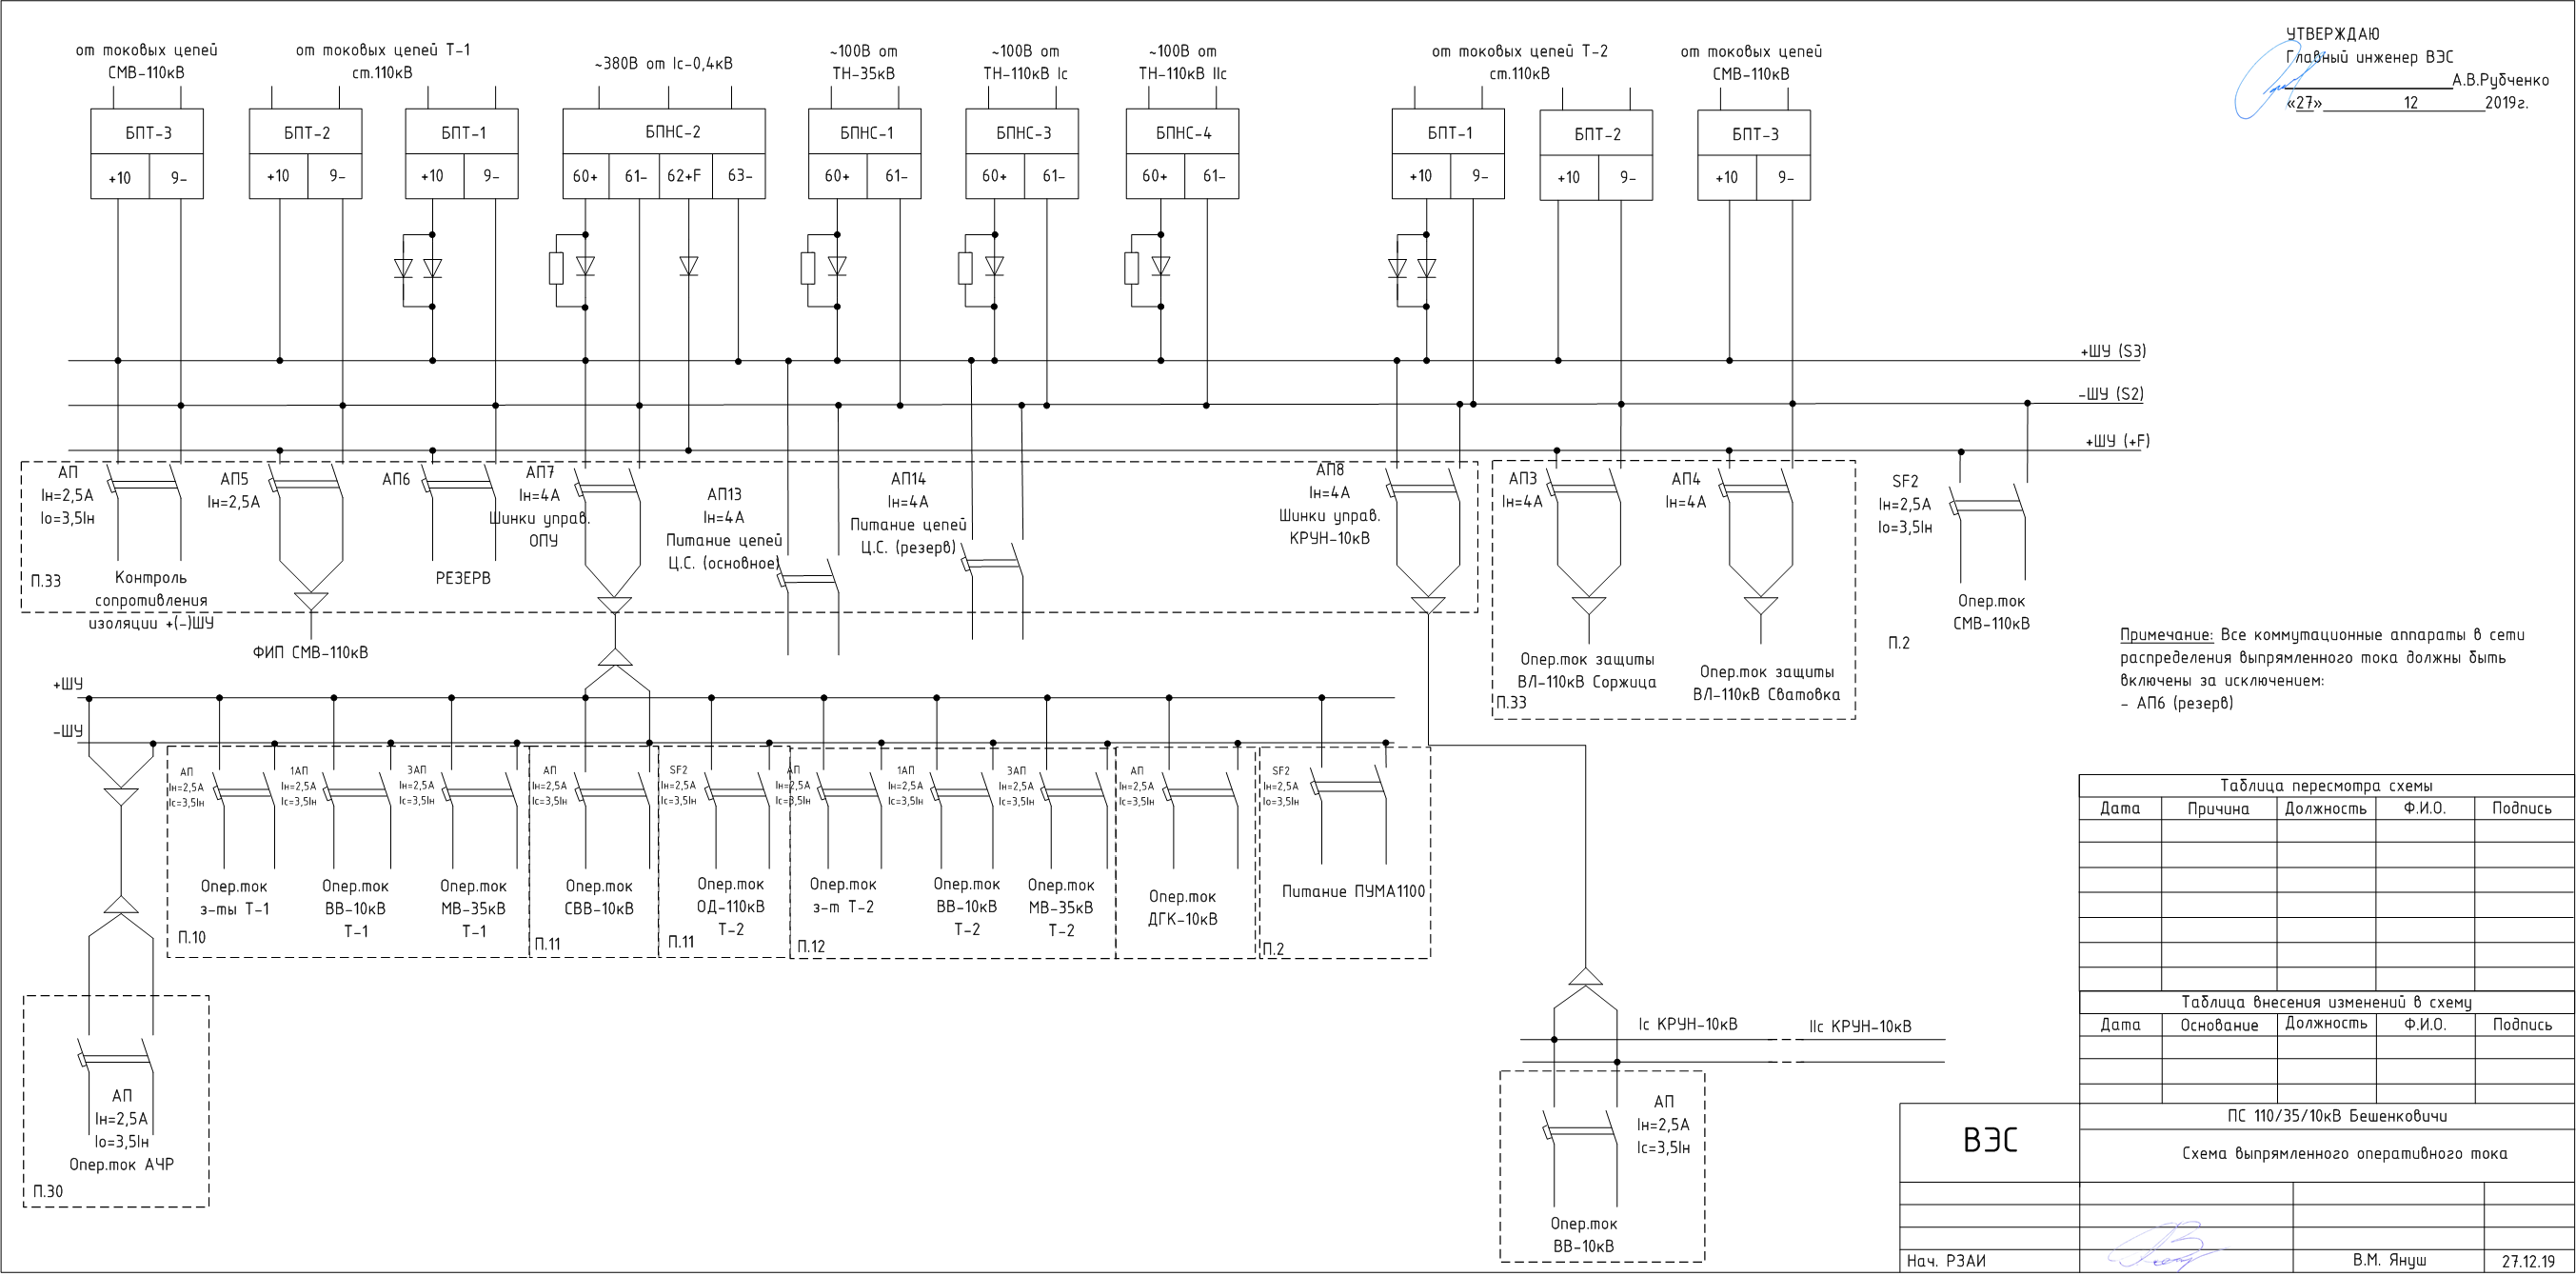 УТВЕРЖДАЮ
Главный инженер ВЭС
А.В.Рубченко
«27» 12 2019г.
от токовых цепей
СМВ-110кВ
от токовых цепей Т-1
ст.110кВ
~380В от Iс-0,4кВ
~100В от
ТН-35кВ
~100В от
ТН-110кВ Iс
~100В от
ТН-110кВ IIс
от токовых цепей Т-2
ст.110кВ
от токовых цепей
СМВ-110кВ
БПТ-3
+10 9-
БПТ-2
+10 9-
БПТ-1
+10 9-
БПНС-2
60+ 61- 62+F 63-
БПНС-1
60+ 61-
БПНС-3
60+ 61-
БПНС-4
60+ 61-
БПТ-1
+10 9-
БПТ-2
+10 9-
БПТ-3
+10 9-
+ШУ (S3)
-ШУ (S2)
+ШУ (+F)
АП
Iн=2,5А
Iо=3,5Iн
П.33
Контроль
сопротивления
изоляции +(-)ШУ
АП5
Iн=2,5А
ФИП СМВ-110кВ
АП6
РЕЗЕРВ
АП7
Iн=4А
Шинки управ.
ОПУ
АП13
Iн=4А
Питание цепей
Ц.С. (основное)
АП14
Iн=4А
Питание цепей
Ц.С. (резерв)
АП8
Iн=4А
Шинки управ.
КРУН-10кВ
АП3
Iн=4А
Опер.ток защиты
ВЛ-110кВ Соржица
П.33
АП4
Iн=4А
Опер.ток защиты
ВЛ-110кВ Сватовка
SF2
Iн=2,5А
Iо=3,5Iн
Опер.ток
СМВ-110кВ
П.2
Примечание: Все коммутационные аппараты в сети
распределения выпрямленного тока должны быть
включены за исключением:
- АП6 (резерв)
+ШУ
-ШУ
АП
Iн=2,5А
Iс=3,5Iн
Опер.ток
з-ты Т-1
П.10
1АП
Iн=2,5А
Iс=3,5Iн
Опер.ток
ВВ-10кВ
Т-1
3АП
Iн=2,5А
Iс=3,5Iн
Опер.ток
МВ-35кВ
Т-1
АП
Iн=2,5А
Iс=3,5Iн
Опер.ток
СВВ-10кВ
П.11
SF2
Iн=2,5А
Iс=3,5Iн
Опер.ток
ОД-110кВ
Т-2
П.11
АП
Iн=2,5А
Iс=3,5Iн
Опер.ток
з-т Т-2
П.12
1АП
Iн=2,5А
Iс=3,5Iн
Опер.ток
ВВ-10кВ
Т-2
3АП
Iн=2,5А
Iс=3,5Iн
Опер.ток
МВ-35кВ
Т-2
АП
Iн=2,5А
Iс=3,5Iн
Опер.ток
ДГК-10кВ
SF2
Iн=2,5А
Iо=3,5Iн
Питание ПУМА1100
П.2
АП
Iн=2,5А
Iо=3,5Iн
Опер.ток АЧР
П.30
Iс КРУН-10кВ
IIс КРУН-10кВ
АП
Iн=2,5А
Iс=3,5Iн
Опер.ток
ВВ-10кВ
Таблица пересмотра схемы
Дата Причина Должность Ф.И.О. Подпись
Таблица внесения изменений в схему
Дата Основание Должность Ф.И.О. Подпись
ВЭС
ПС 110/35/10кВ Бешенковичи
Схема выпрямленного оперативного тока
Нач. РЗАИ В.М. Януш 27.12.19